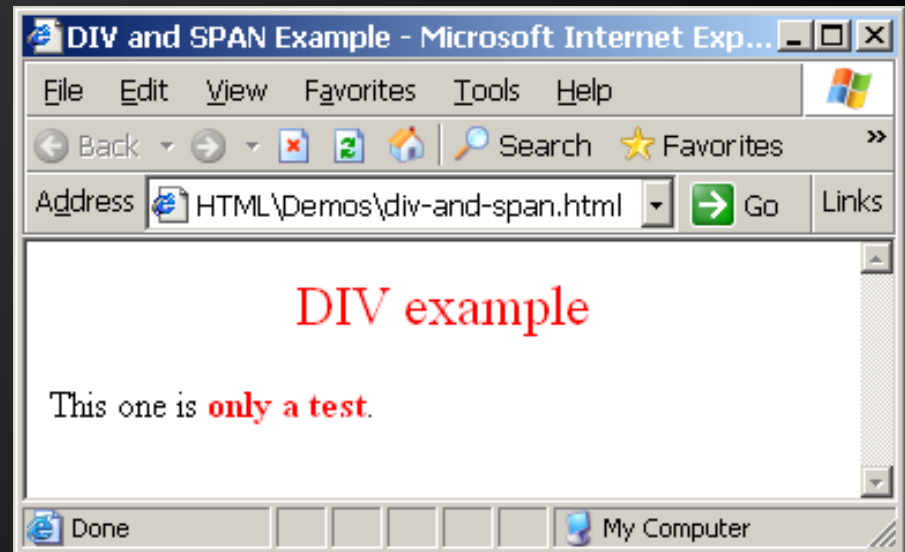 DIV and SPAN Example - Microsoft Internet Exp...
File Edit View Favorites Tools Help
Back Search Favorites »
Address HTML\Demos\div-and-span.html Go Links
DIV example
This one is only a test.
Done My Computer